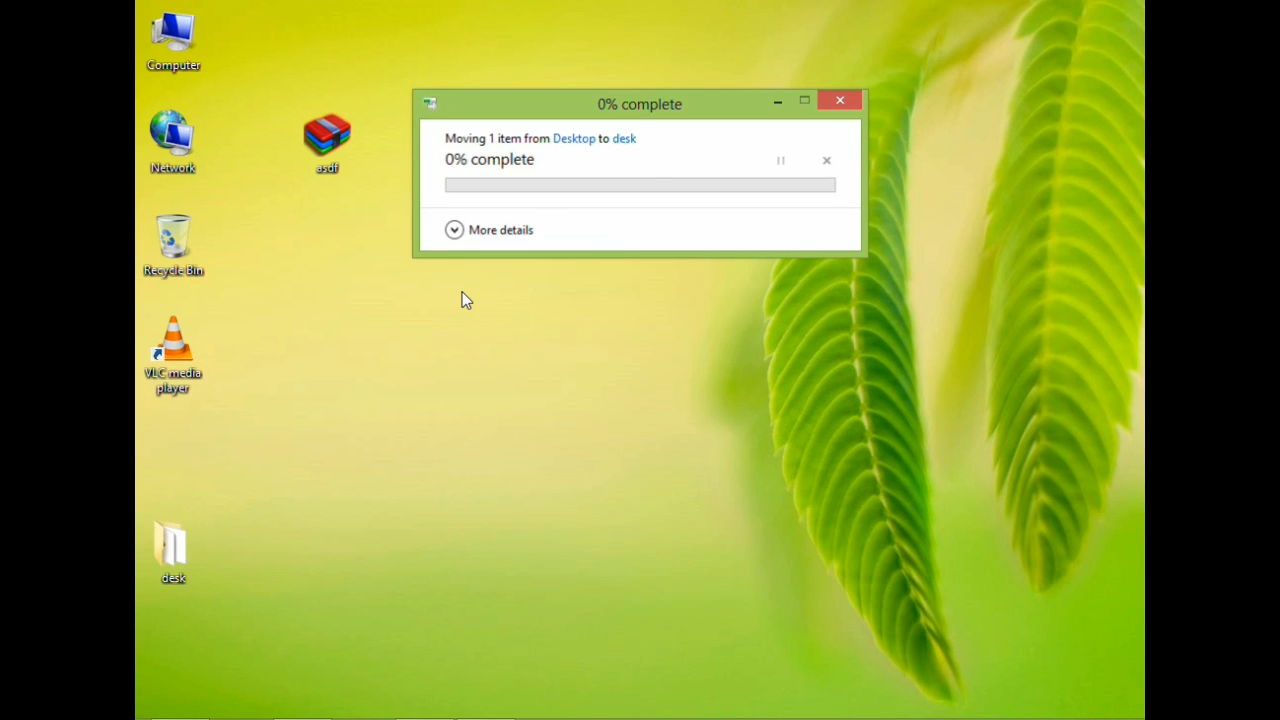 Computer
Network
asdf
Recycle Bin
VLC media
player
desk
0% complete
Moving 1 item from Desktop to desk
0% complete
More details